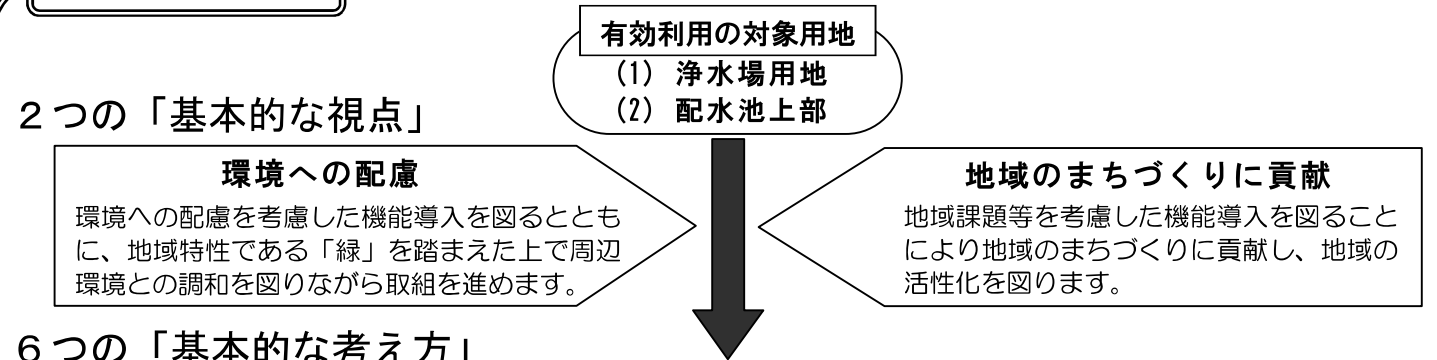 有効利用の対象用地
(1) 浄水場用地
(2) 配水池上部
２つの「基本的な視点」
環境への配慮
環境への配慮を考慮した機能導入を図るととも
に、地域特性である「緑」を踏まえた上で周辺
環境との調和を図りながら取組を進めます。
地域のまちづくりに貢献
地域課題等を考慮した機能導入を図ること
により地域のまちづくりに貢献し、地域の
活性化を図ります。
６つの「基本的な考え方」